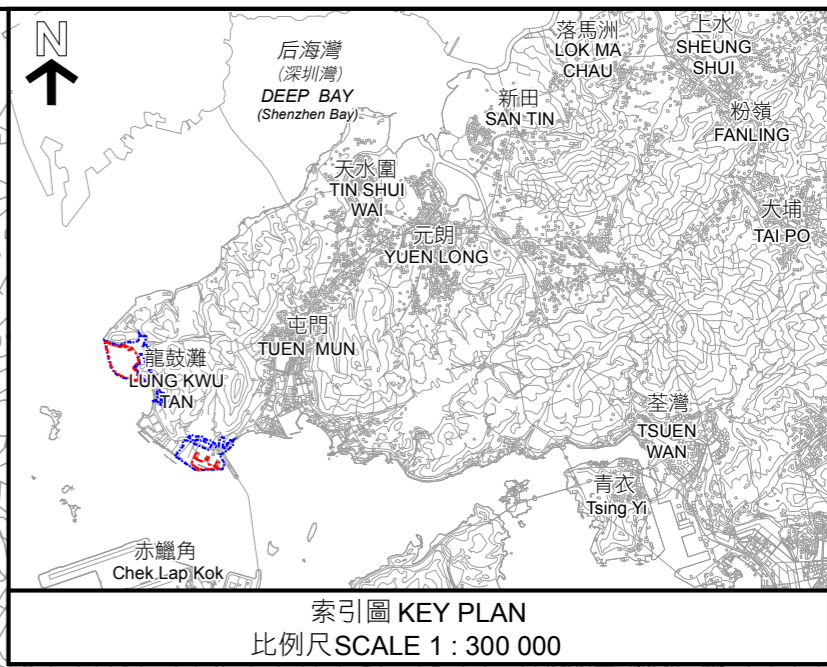 N
后海灣
(深圳灣)
DEEP BAY
(Shenzhen Bay)
落馬洲
LOK MA
CHAU
上水
SHEUNG
SHUI
新田
SAN TIN
粉嶺
FANLING
天水圍
TIN SHUI
WAI
元朗
YUEN LONG
大埔
TAI PO
屯門
TUEN MUN
龍鼓灘
LUNG KWU
TAN
荃灣
TSUEN
WAN
青衣
Tsing Yi
赤鱲角
Chek Lap Kok
索引圖 KEY PLAN
比例尺SCALE 1 : 300 000